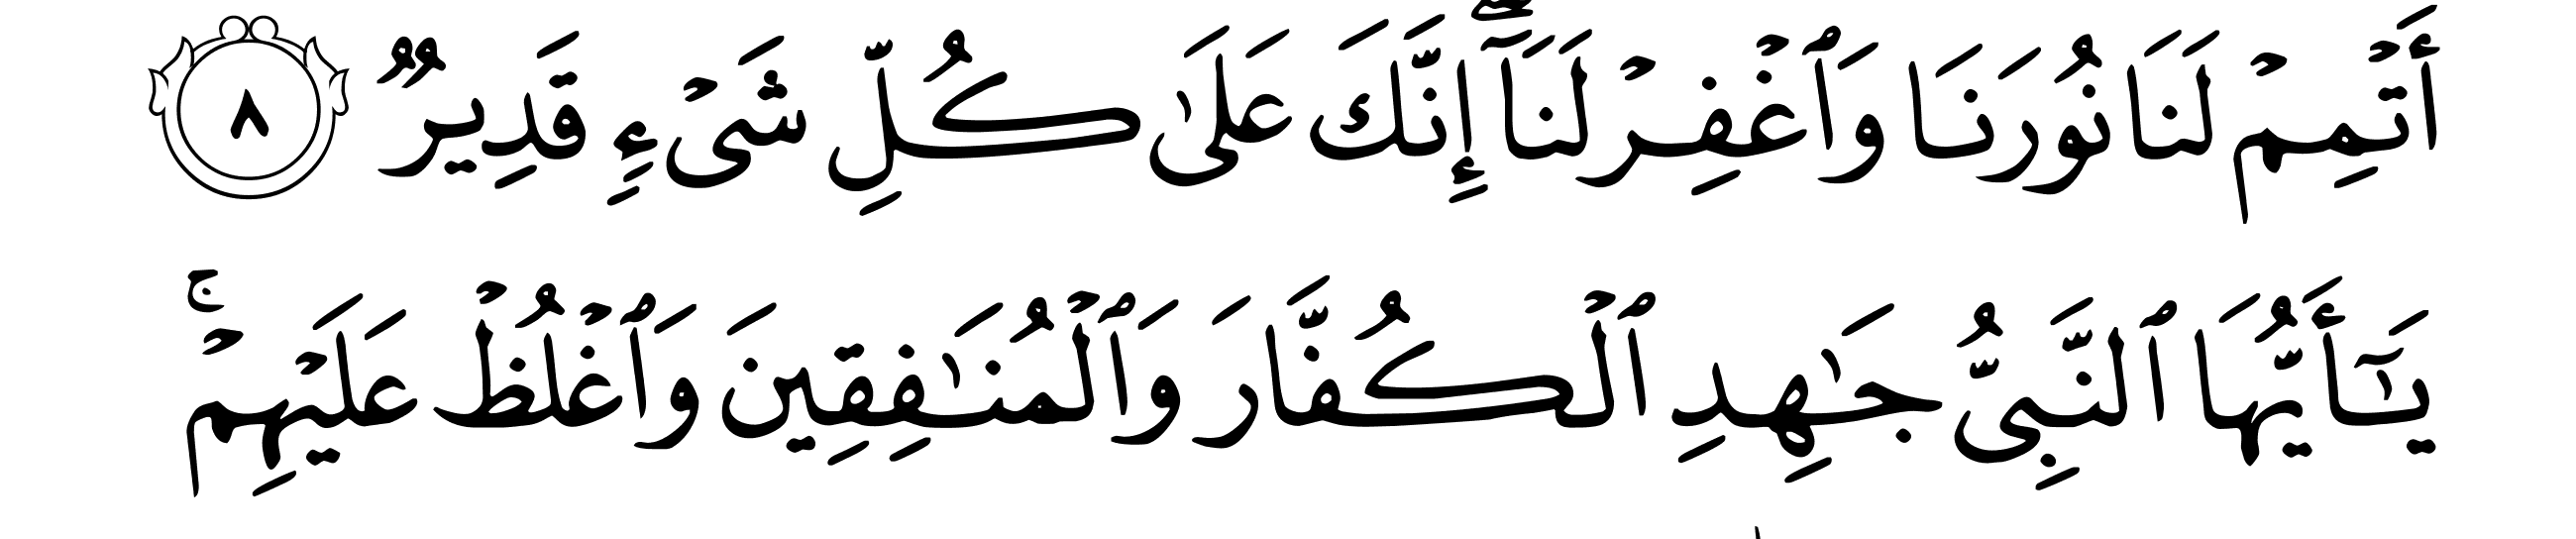 أَتْمِمْ لَنَا نُورَنَا وَٱغْفِرْ لَنَآ ۖ إِنَّكَ عَلَىٰ كُلِّ شَىْءٍ قَدِيرٌ ٨
يَـٰٓأَيُّهَا ٱلنَّبِىُّ جَـٰهِدِ ٱلْكُفَّارَ وَٱلْمُنَـٰفِقِينَ وَٱغْلُظْ عَلَيْهِمْ ۚ